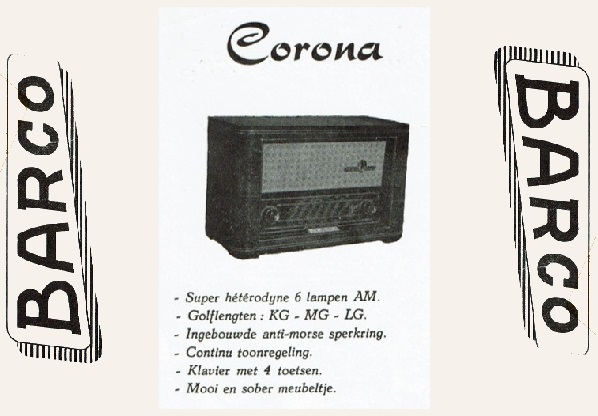 Corona
BARCO
BARCO
- Super hétérodyne 6 lampen AM.
- Golflengten : KG - MG - LG.
- Ingebouwde anti-morse sperkring.
- Continu toonregeling.
- Klavier met 4 toetsen.
- Mooi en sober meubeltje.